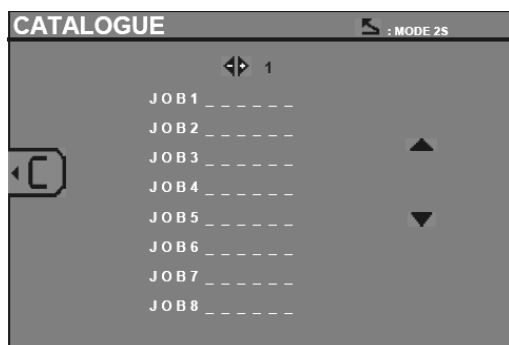 CATALOGUE : MODE 2S
1
JOB1 _ _ _ _ _ _
JOB2 _ _ _ _ _ _
JOB3 _ _ _ _ _ _
JOB4 _ _ _ _ _ _
JOB5 _ _ _ _ _ _
JOB6 _ _ _ _ _ _
JOB7 _ _ _ _ _ _
JOB8 _ _ _ _ _ _
C